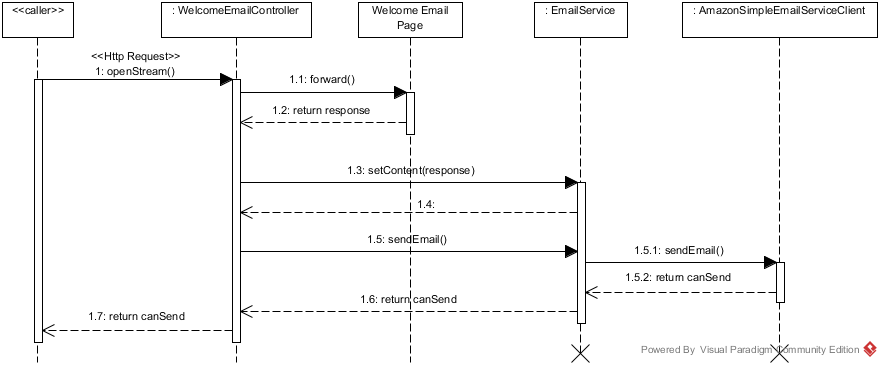 <<caller>>
: WelcomeEmailController
Welcome Email
Page
: EmailService
: AmazonSimpleEmailServiceClient
<<Http Request>>
1: openStream()
1.1: forward()
1.2: return response
1.3: setContent(response)
1.4:
1.5: sendEmail()
1.5.1: sendEmail()
1.5.2: return canSend
1.6: return canSend
1.7: return canSend
Powered By Visual Paradigm Community Edition